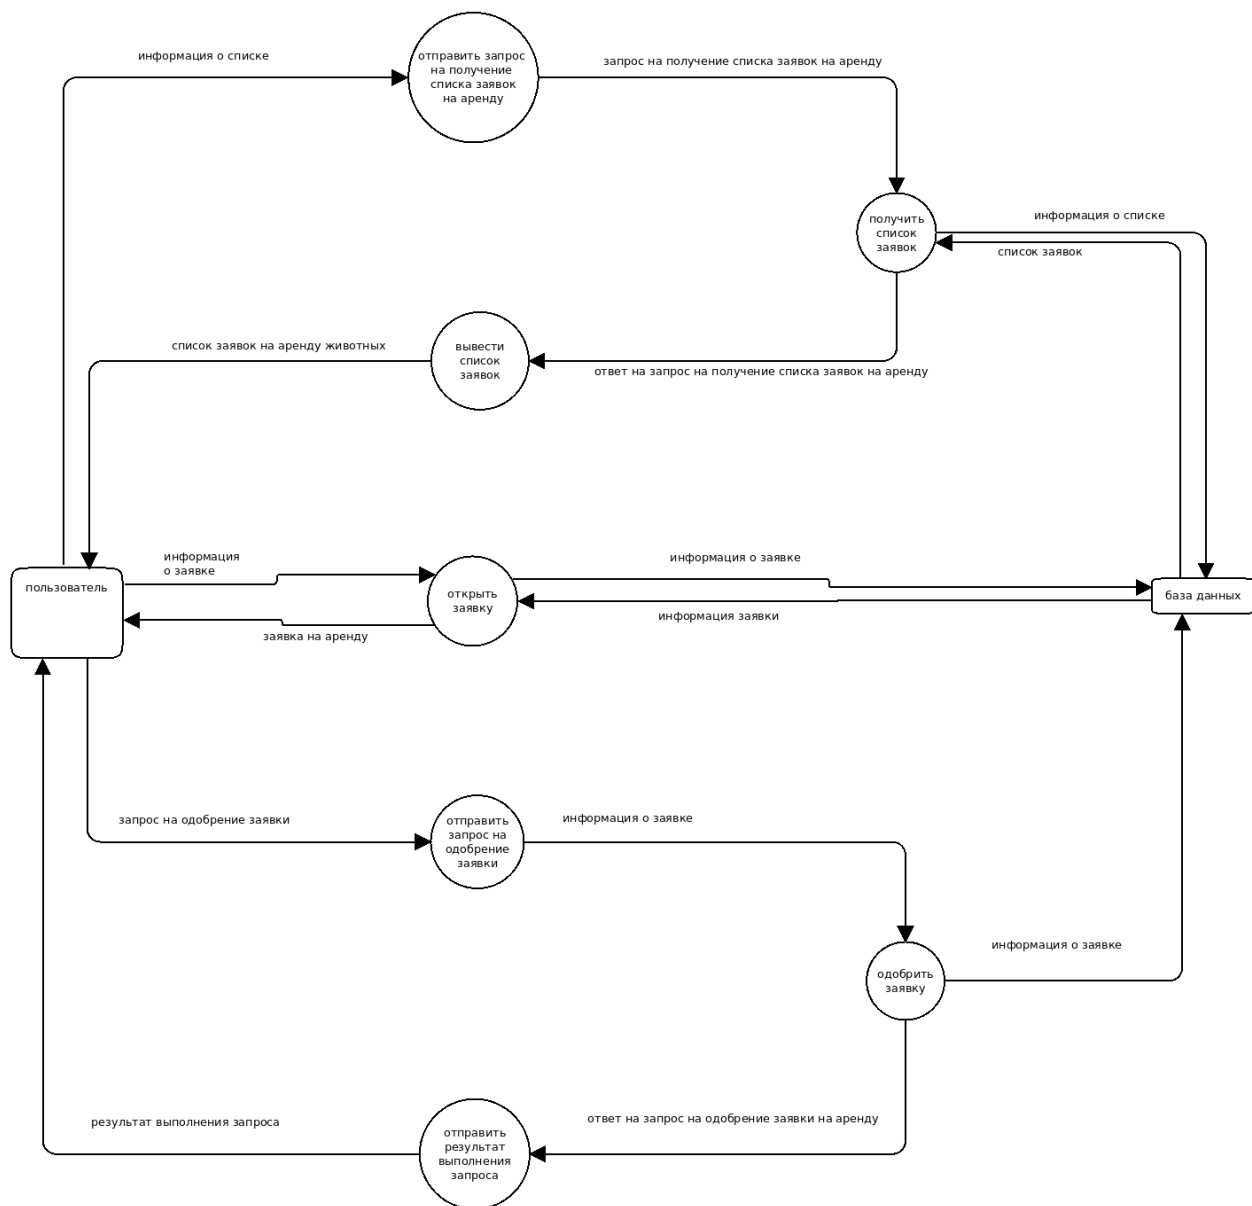 информация о списке
отправить запрос
на получение
списка заявок
на аренду
запрос на получение списка заявок на аренду
получить
список
заявок
информация о списке
список заявок
список заявок на аренду животных
вывести
список
заявок
ответ на запрос на получение списка заявок на аренду
информация
о заявке
пользователь
открыть
заявку
информация о заявке
база данных
информация заявки
заявка на аренду
запрос на одобрение заявки
отправить
запрос на
одобрение
заявки
информация о заявке
одобрить
заявку
информация о заявке
результат выполнения запроса
отправить
результат
выполнения
запроса
ответ на запрос на одобрение заявки на аренду